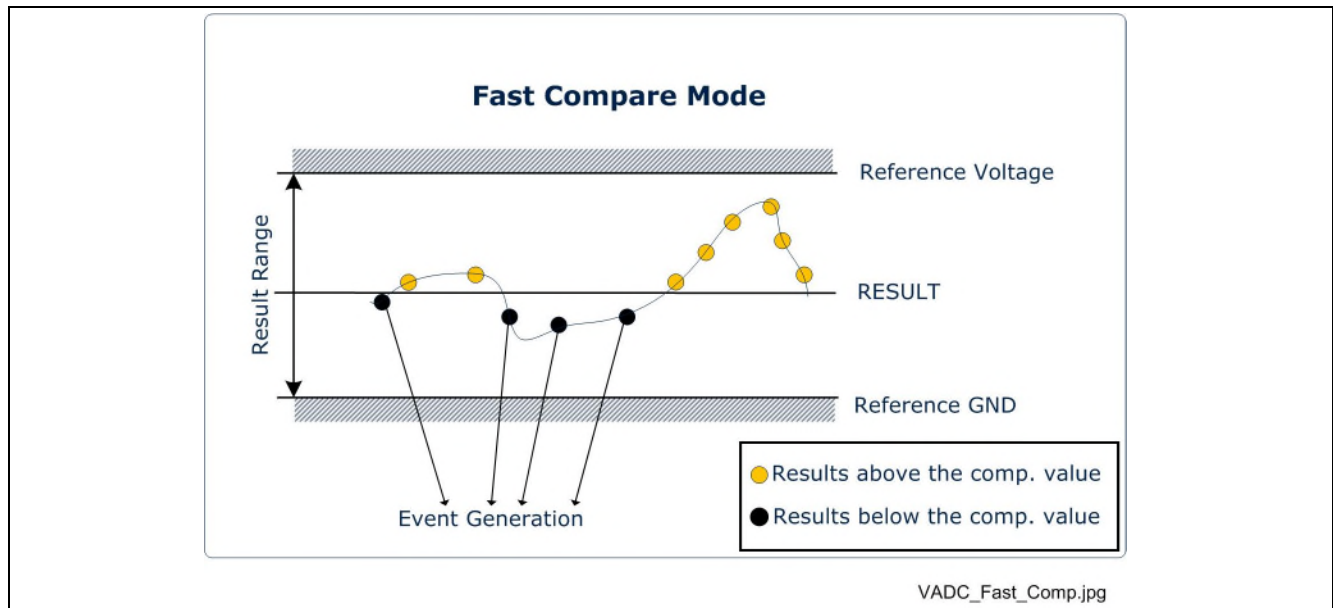 Fast Compare Mode
Reference Voltage
Result Range
RESULT
Reference GND
Results above the comp. value
Results below the comp. value
Event Generation
VADC_Fast_Comp.jpg